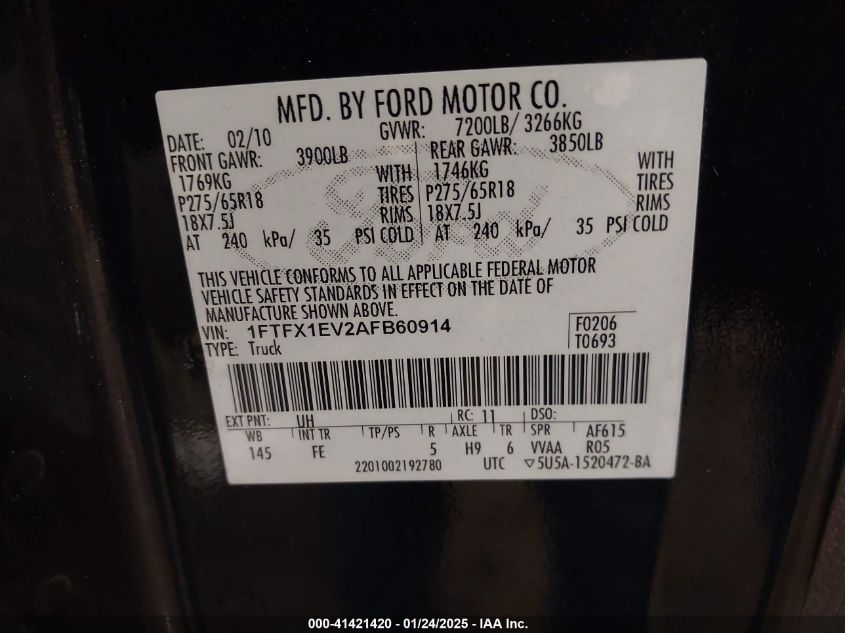 MFD. BY FORD MOTOR CO.
DATE: 02/10 GVWR: 7200LB/ 3266KG
FRONT GAWR: 3900LB REAR GAWR: 3850LB
1769KG WITH 1746KG WITH
P275/65R18 TIRES P275/65R18 TIRES
18X7.5J RIMS 18X7.5J RIMS
AT 240 kPa/ 35 PSI COLD AT 240 kPa/ 35 PSI COLD
THIS VEHICLE CONFORMS TO ALL APPLICABLE FEDERAL MOTOR
VEHICLE SAFETY STANDARDS IN EFFECT ON THE DATE OF
MANUFACTURE SHOWN ABOVE.
VIN: 1FTFX1EV2AFB60914 F0206
TYPE: Truck T0693
EXT PNT: UH RC: 11 DSO:
WB INT TR TP/PS R AXLE TR SPR AF615
145 FE 5 H9 6 VVAA R05
2201002192780 UTC ▽5U5A-1520472-BA
000-41421420 - 01/24/2025 - IAA Inc.